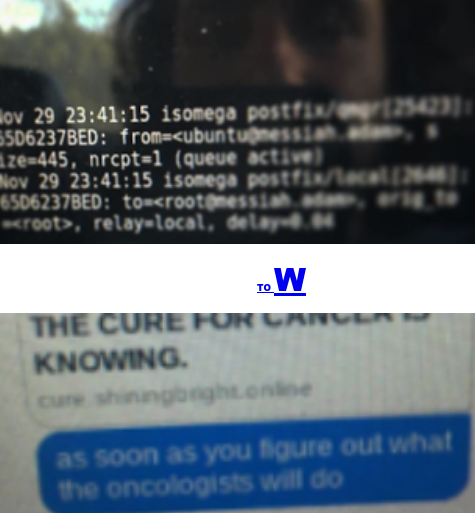 Nov 29 23:41:15 isomega postfix/qmgr[25423]:
65D6237BED: from=<ubuntu@messiah.adam>, s
ize=445, nrcpt=1 (queue active)
Nov 29 23:41:15 isomega postfix/local[2646]:
65D6237BED: to=<root@messiah.adam>, orig_to
=<root>, relay=local, delay=0.04
TO W
THE CURE FOR CANCER IS
KNOWING.
cure.shiningbright.online
as soon as you figure out what
the oncologists will do